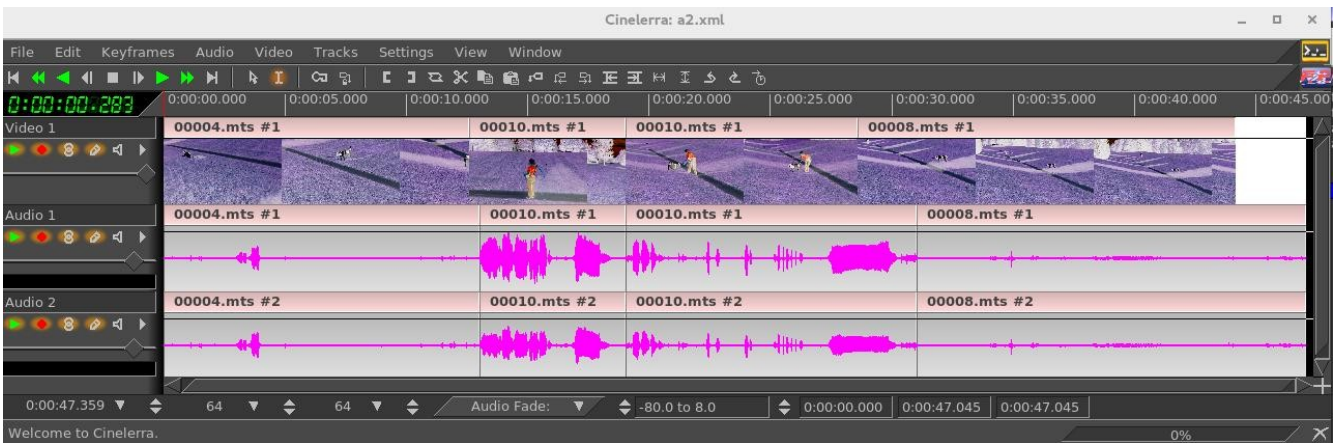 Cinelerra: a2.xml
File Edit Keyframes Audio Video Tracks Settings View Window
0:00:00.283 0:00:00.000 0:00:05.000 0:00:10.000 0:00:15.000 0:00:20.000 0:00:25.000 0:00:30.000 0:00:35.000 0:00:40.000 0:00:45.00
Video 1 00004.mts #1 00010.mts #1 00010.mts #1 00008.mts #1
Audio 1 00004.mts #1 00010.mts #1 00010.mts #1 00008.mts #1
Audio 2 00004.mts #2 00010.mts #2 00010.mts #2 00008.mts #2
0:00:47.359 64 64 Audio Fade: -80.0 to 8.0 0:00:00.000 0:00:47.045 0:00:47.045
Welcome to Cinelerra. 0%